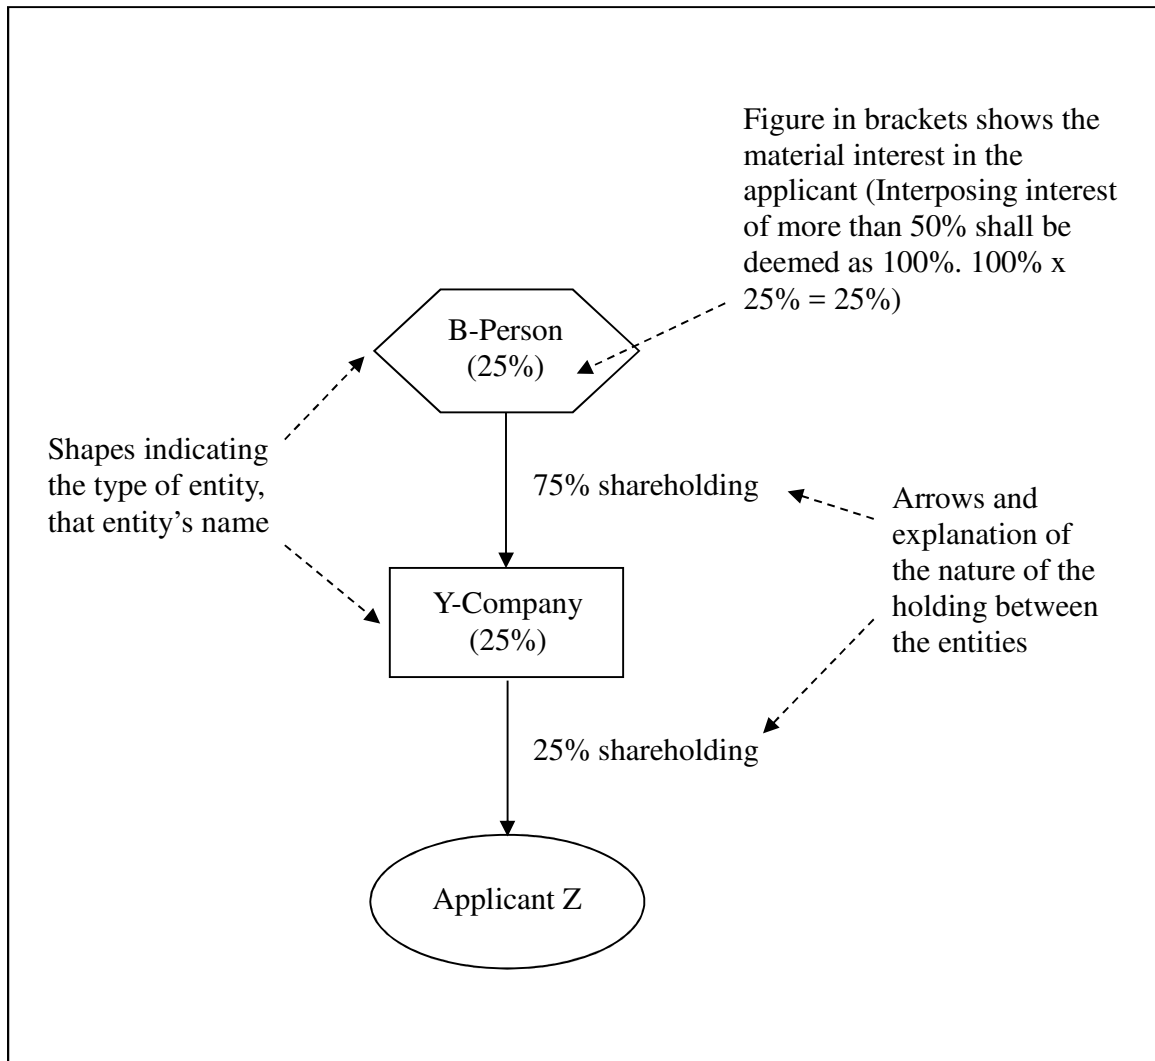 Figure in brackets shows the
material interest in the
applicant (Interposing interest
of more than 50% shall be
deemed as 100%. 100% x
25% = 25%)
B-Person
(25%)
Shapes indicating
the type of entity,
that entity’s name
75% shareholding
Arrows and
explanation of
the nature of the
holding between
the entities
Y-Company
(25%)
25% shareholding
Applicant Z